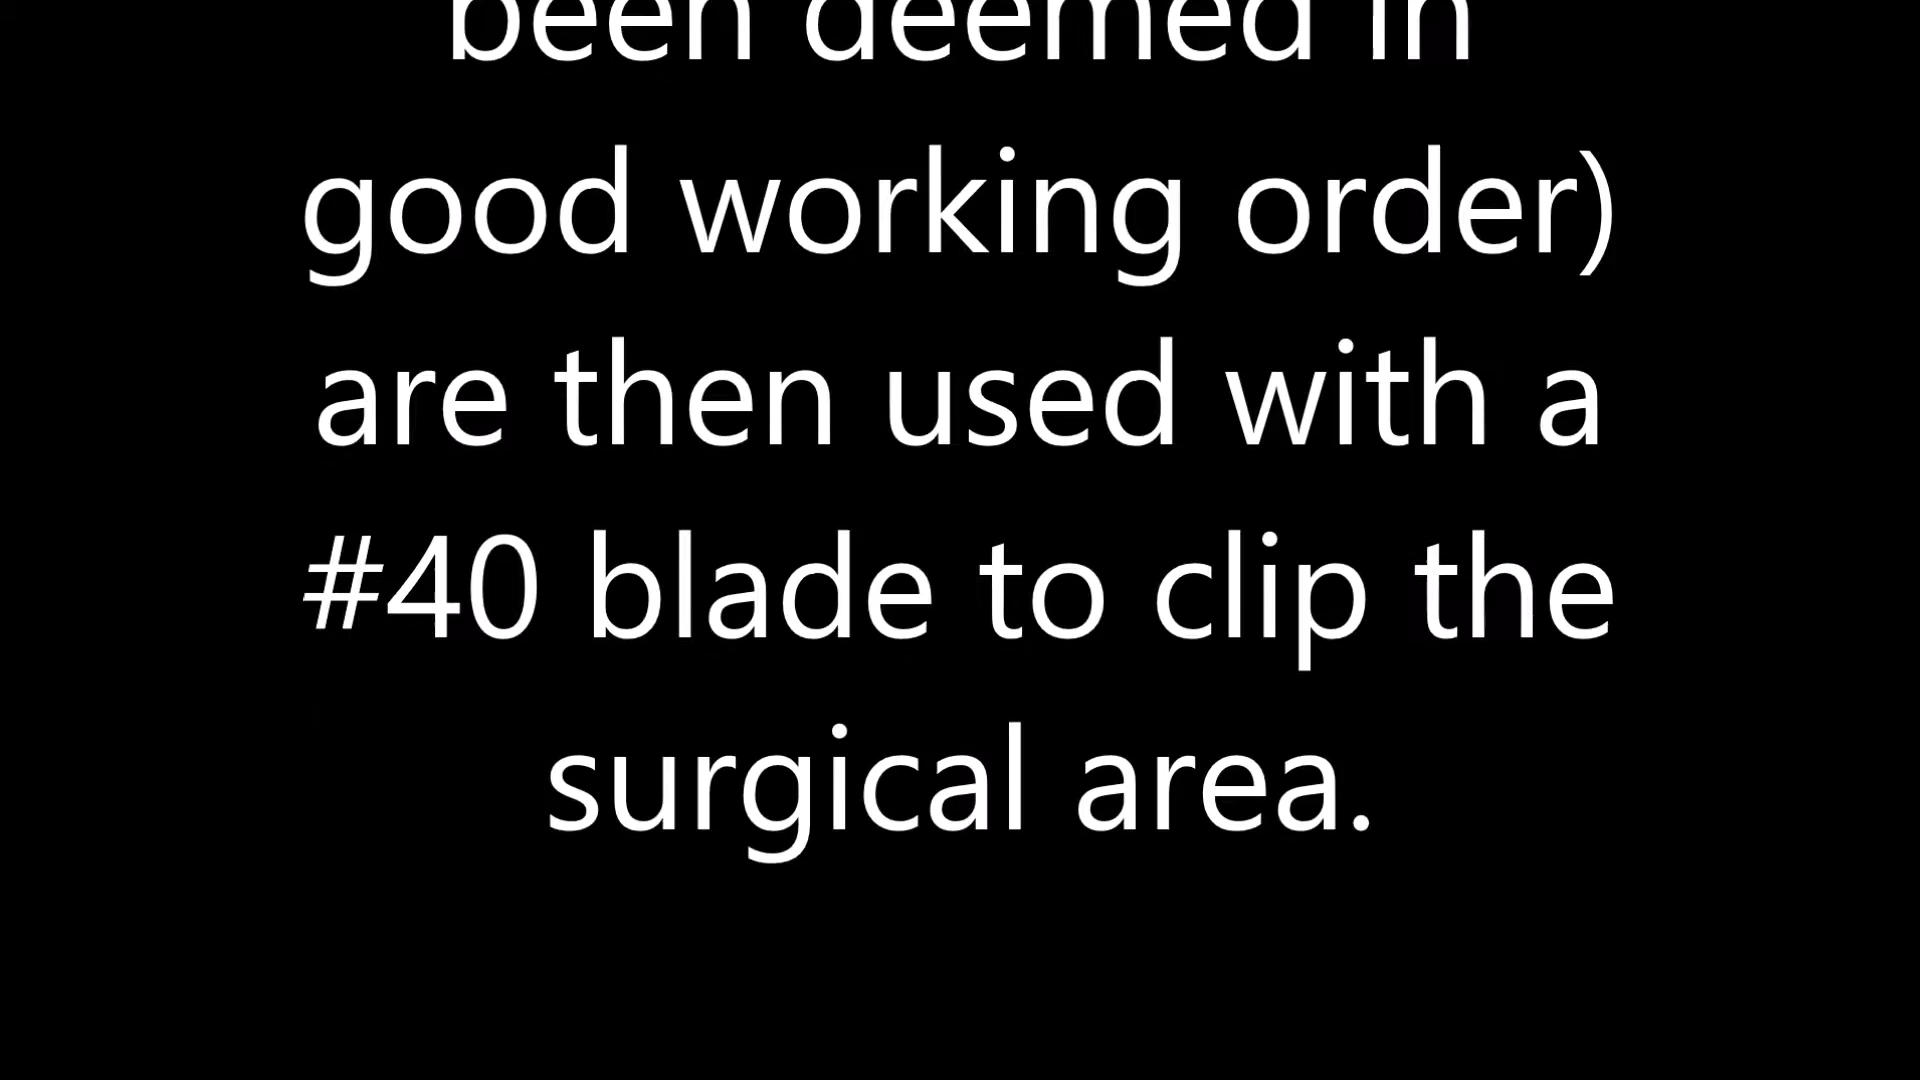 been deemed in
good working order)
are then used with a
#40 blade to clip the
surgical area.